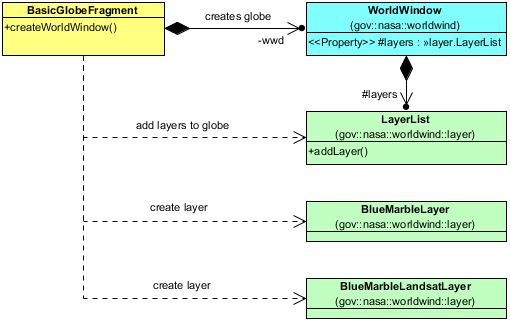 BasicGlobeFragment
+createWorldWindow()
creates globe
-wwd
WorldWindow
(gov::nasa::worldwind)
<<Property>> #layers : »layer.LayerList
#layers
add layers to globe
LayerList
(gov::nasa::worldwind::layer)
+addLayer()
create layer
BlueMarbleLayer
(gov::nasa::worldwind::layer)
create layer
BlueMarbleLandsatLayer
(gov::nasa::worldwind::layer)